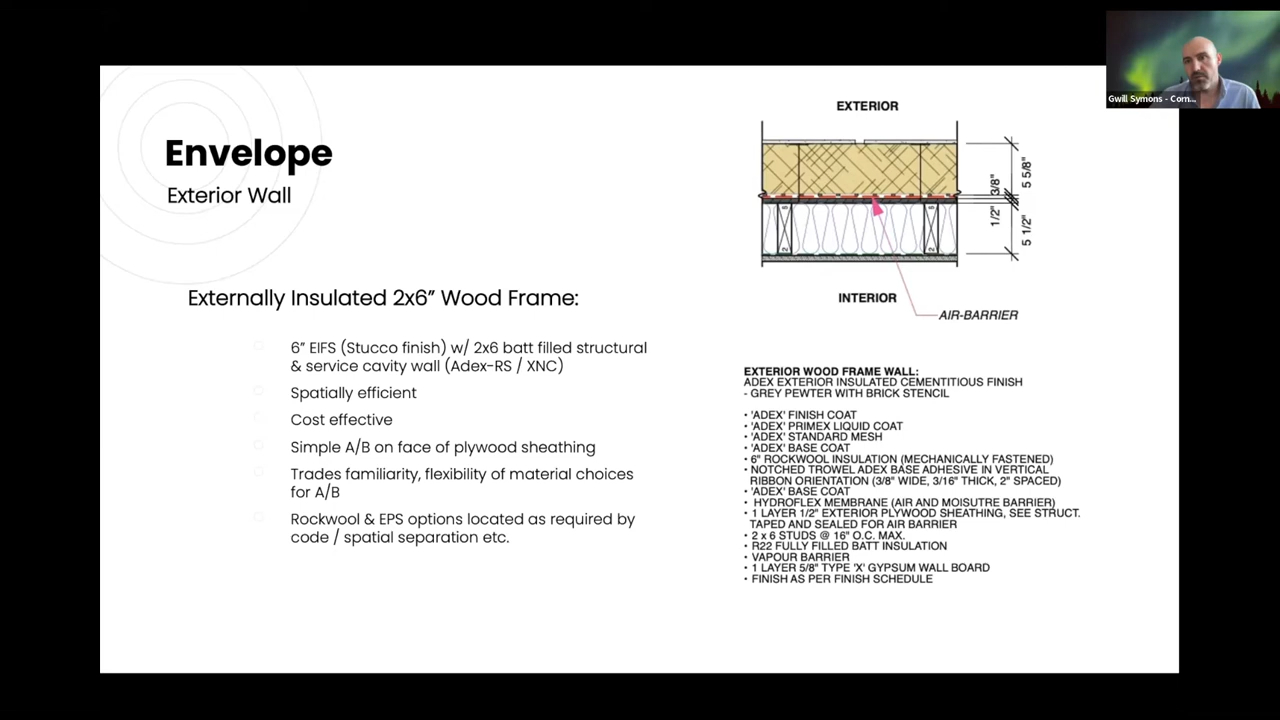 Gwill Symons - Com...
Envelope
Exterior Wall
Externally Insulated 2x6” Wood Frame:
6” EIFS (Stucco finish) w/ 2x6 batt filled structural
& service cavity wall (Adex-RS / XNC)
Spatially efficient
Cost effective
Simple A/B on face of plywood sheathing
Trades familiarity, flexibility of material choices
for A/B
Rockwool & EPS options located as required by
code / spatial separation etc.
EXTERIOR
5 5/8"
3/8"
1/2"
5 1/2"
INTERIOR
AIR-BARRIER
EXTERIOR WOOD FRAME WALL:
ADEX EXTERIOR INSULATED CEMENTITIOUS FINISH
- GREY PEWTER WITH BRICK STENCIL
• 'ADEX' FINISH COAT
• 'ADEX' PRIMEX LIQUID COAT
• 'ADEX' STANDARD MESH
• 'ADEX' BASE COAT
• 6" ROCKWOOL INSULATION (MECHANICALLY FASTENED)
• NOTCHED TROWEL ADEX BASE ADHESIVE IN VERTICAL
RIBBON ORIENTATION (3/8" WIDE, 3/16" THICK, 2" SPACED)
• 'ADEX' BASE COAT
• HYDROFLEX MEMBRANE (AIR AND MOISUTRE BARRIER)
• 1 LAYER 1/2" EXTERIOR PLYWOOD SHEATHING, SEE STRUCT.
TAPED AND SEALED FOR AIR BARRIER
• 2 x 6 STUDS @ 16" O.C. MAX.
• R22 FULLY FILLED BATT INSULATION
• VAPOUR BARRIER
• 1 LAYER 5/8" TYPE 'X' GYPSUM WALL BOARD
• FINISH AS PER FINISH SCHEDULE